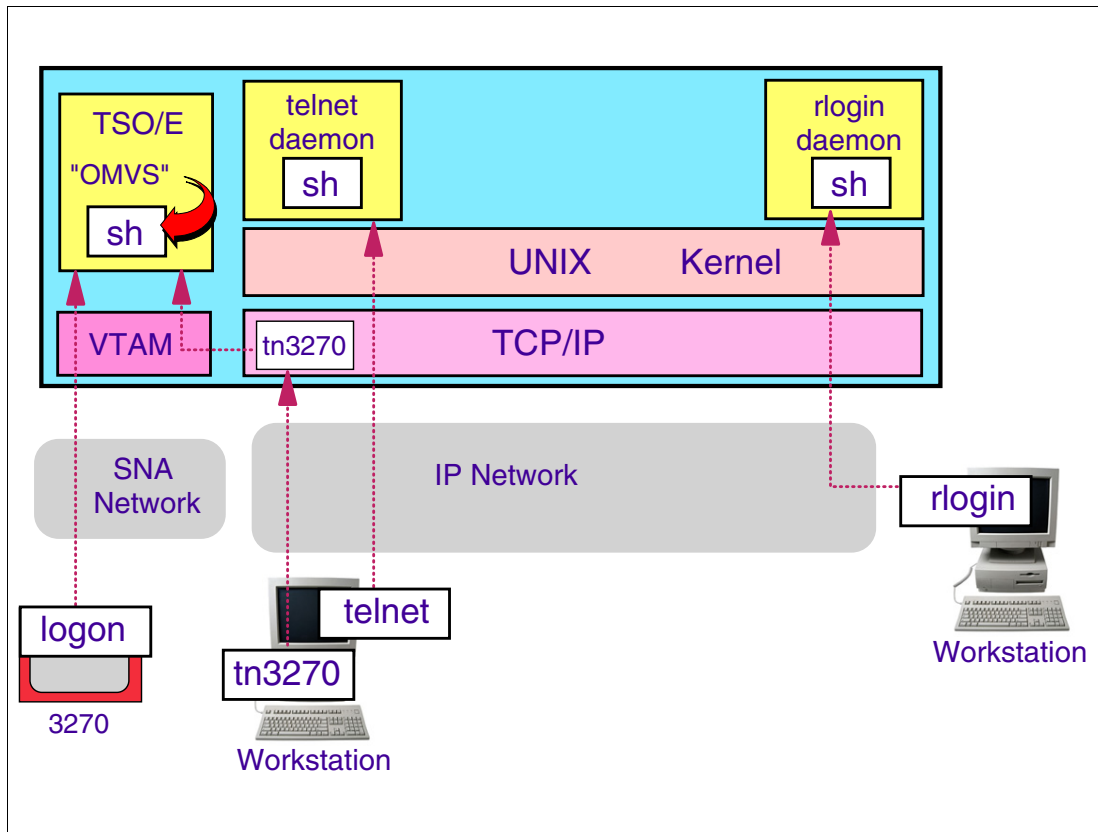 TSO/E
"OMVS"
sh
telnet
daemon
sh
rlogin
daemon
sh
UNIX Kernel
VTAM
tn3270
TCP/IP
SNA
Network
IP Network
rlogin
Workstation
logon
3270
telnet
tn3270
Workstation